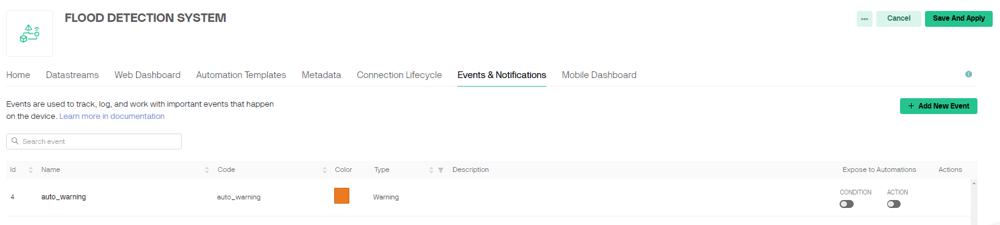 FLOOD DETECTION SYSTEM
Cancel
Save And Apply
Home Datastreams Web Dashboard Automation Templates Metadata Connection Lifecycle Events & Notifications Mobile Dashboard
Events are used to track, log, and work with important events that happen
on the device. Learn more in documentation
+ Add New Event
Search event
Id Name Code Color Type Description Expose to Automations Actions
CONDITION ACTION
4 auto_warning auto_warning Warning